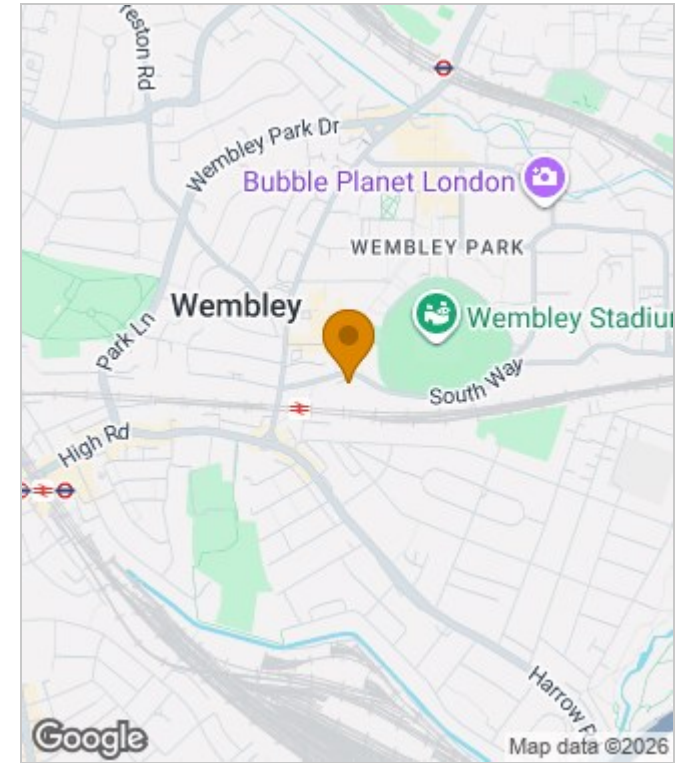 reston Rd
Wembley Park Dr
Bubble Planet London
WEMBLEY PARK
Wembley
Wembley Stadiu
Park Ln
South Way
High Rd
Harrow
Google
Map data ©2026